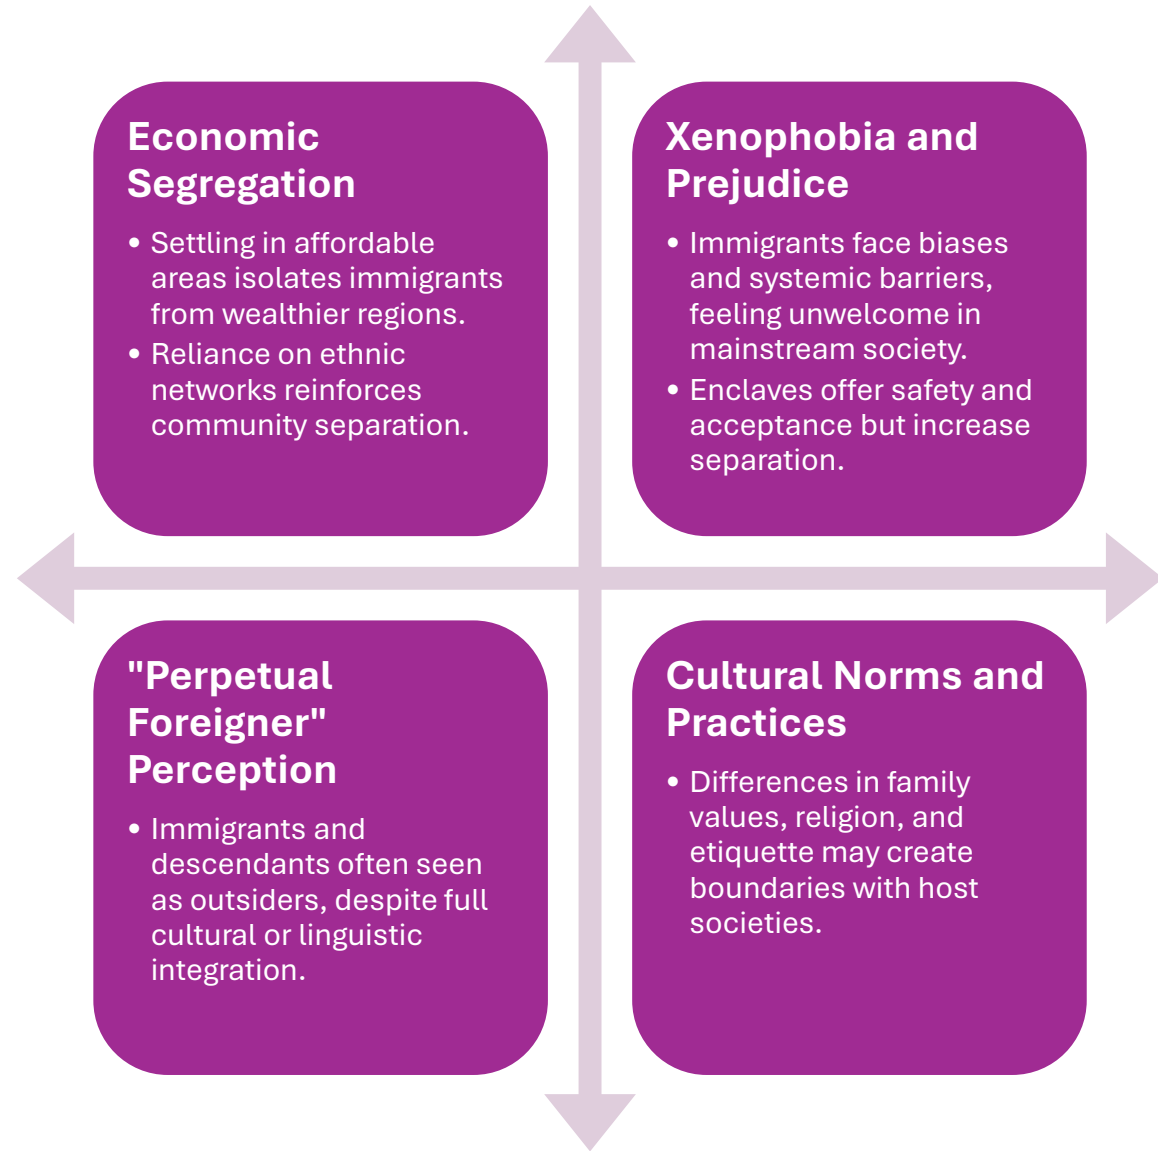 Economic
Segregation
• Settling in affordable
areas isolates immigrants
from wealthier regions.
• Reliance on ethnic
networks reinforces
community separation.
Xenophobia and
Prejudice
• Immigrants face biases
and systemic barriers,
feeling unwelcome in
mainstream society.
• Enclaves offer safety and
acceptance but increase
separation.
"Perpetual
Foreigner"
Perception
• Immigrants and
descendants often seen
as outsiders, despite full
cultural or linguistic
integration.
Cultural Norms and
Practices
• Differences in family
values, religion, and
etiquette may create
boundaries with host
societies.